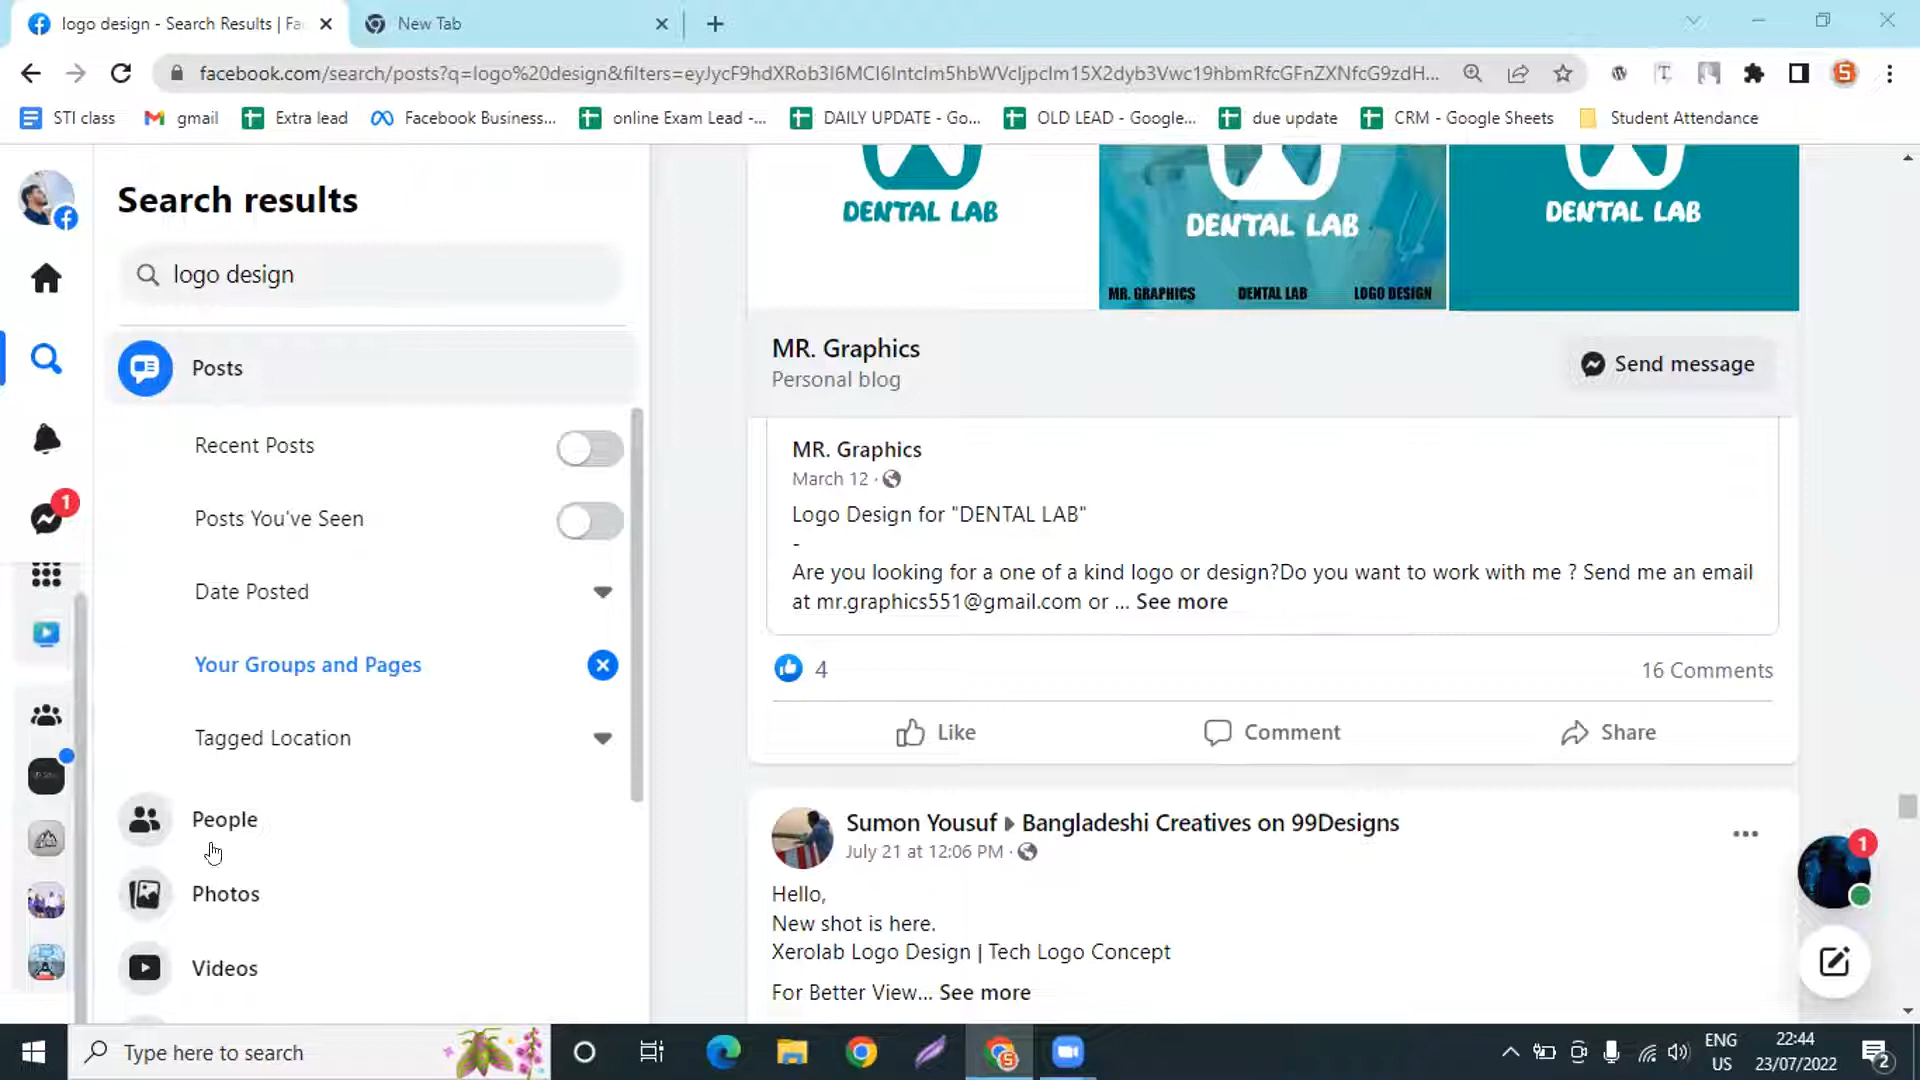 logo design - Search Results | Fa
New Tab
facebook.com/search/posts?q=logo%20design&filters=eyJycF9hdXRob3I6MCI6IntcIm5hbWVcIjpcIm15X2dyb3Vwc19hbmRfcGFnZXNfcG9zdH...
STI class
gmail
Extra lead
Facebook Business...
online Exam Lead -...
DAILY UPDATE - Go...
OLD LEAD - Google...
due update
CRM - Google Sheets
Student Attendance
Search results
logo design
Posts
Recent Posts
Posts You've Seen
Date Posted
Your Groups and Pages
Tagged Location
People
Photos
Videos
1
DENTAL LAB
DENTAL LAB
DENTAL LAB
MR. GRAPHICS DENTAL LAB LOGO DESIGN
MR. Graphics
Personal blog
Send message
MR. Graphics
March 12 ·
Logo Design for "DENTAL LAB"
-
Are you looking for a one of a kind logo or design?Do you want to work with me ? Send me an email
at mr.graphics551@gmail.com or ... See more
4
16 Comments
Like
Comment
Share
Sumon Yousuf ▸ Bangladeshi Creatives on 99Designs
July 21 at 12:06 PM ·
Hello,
New shot is here.
Xerolab Logo Design | Tech Logo Concept
For Better View... See more
1
Type here to search
ENG
US
22:44
23/07/2022
2